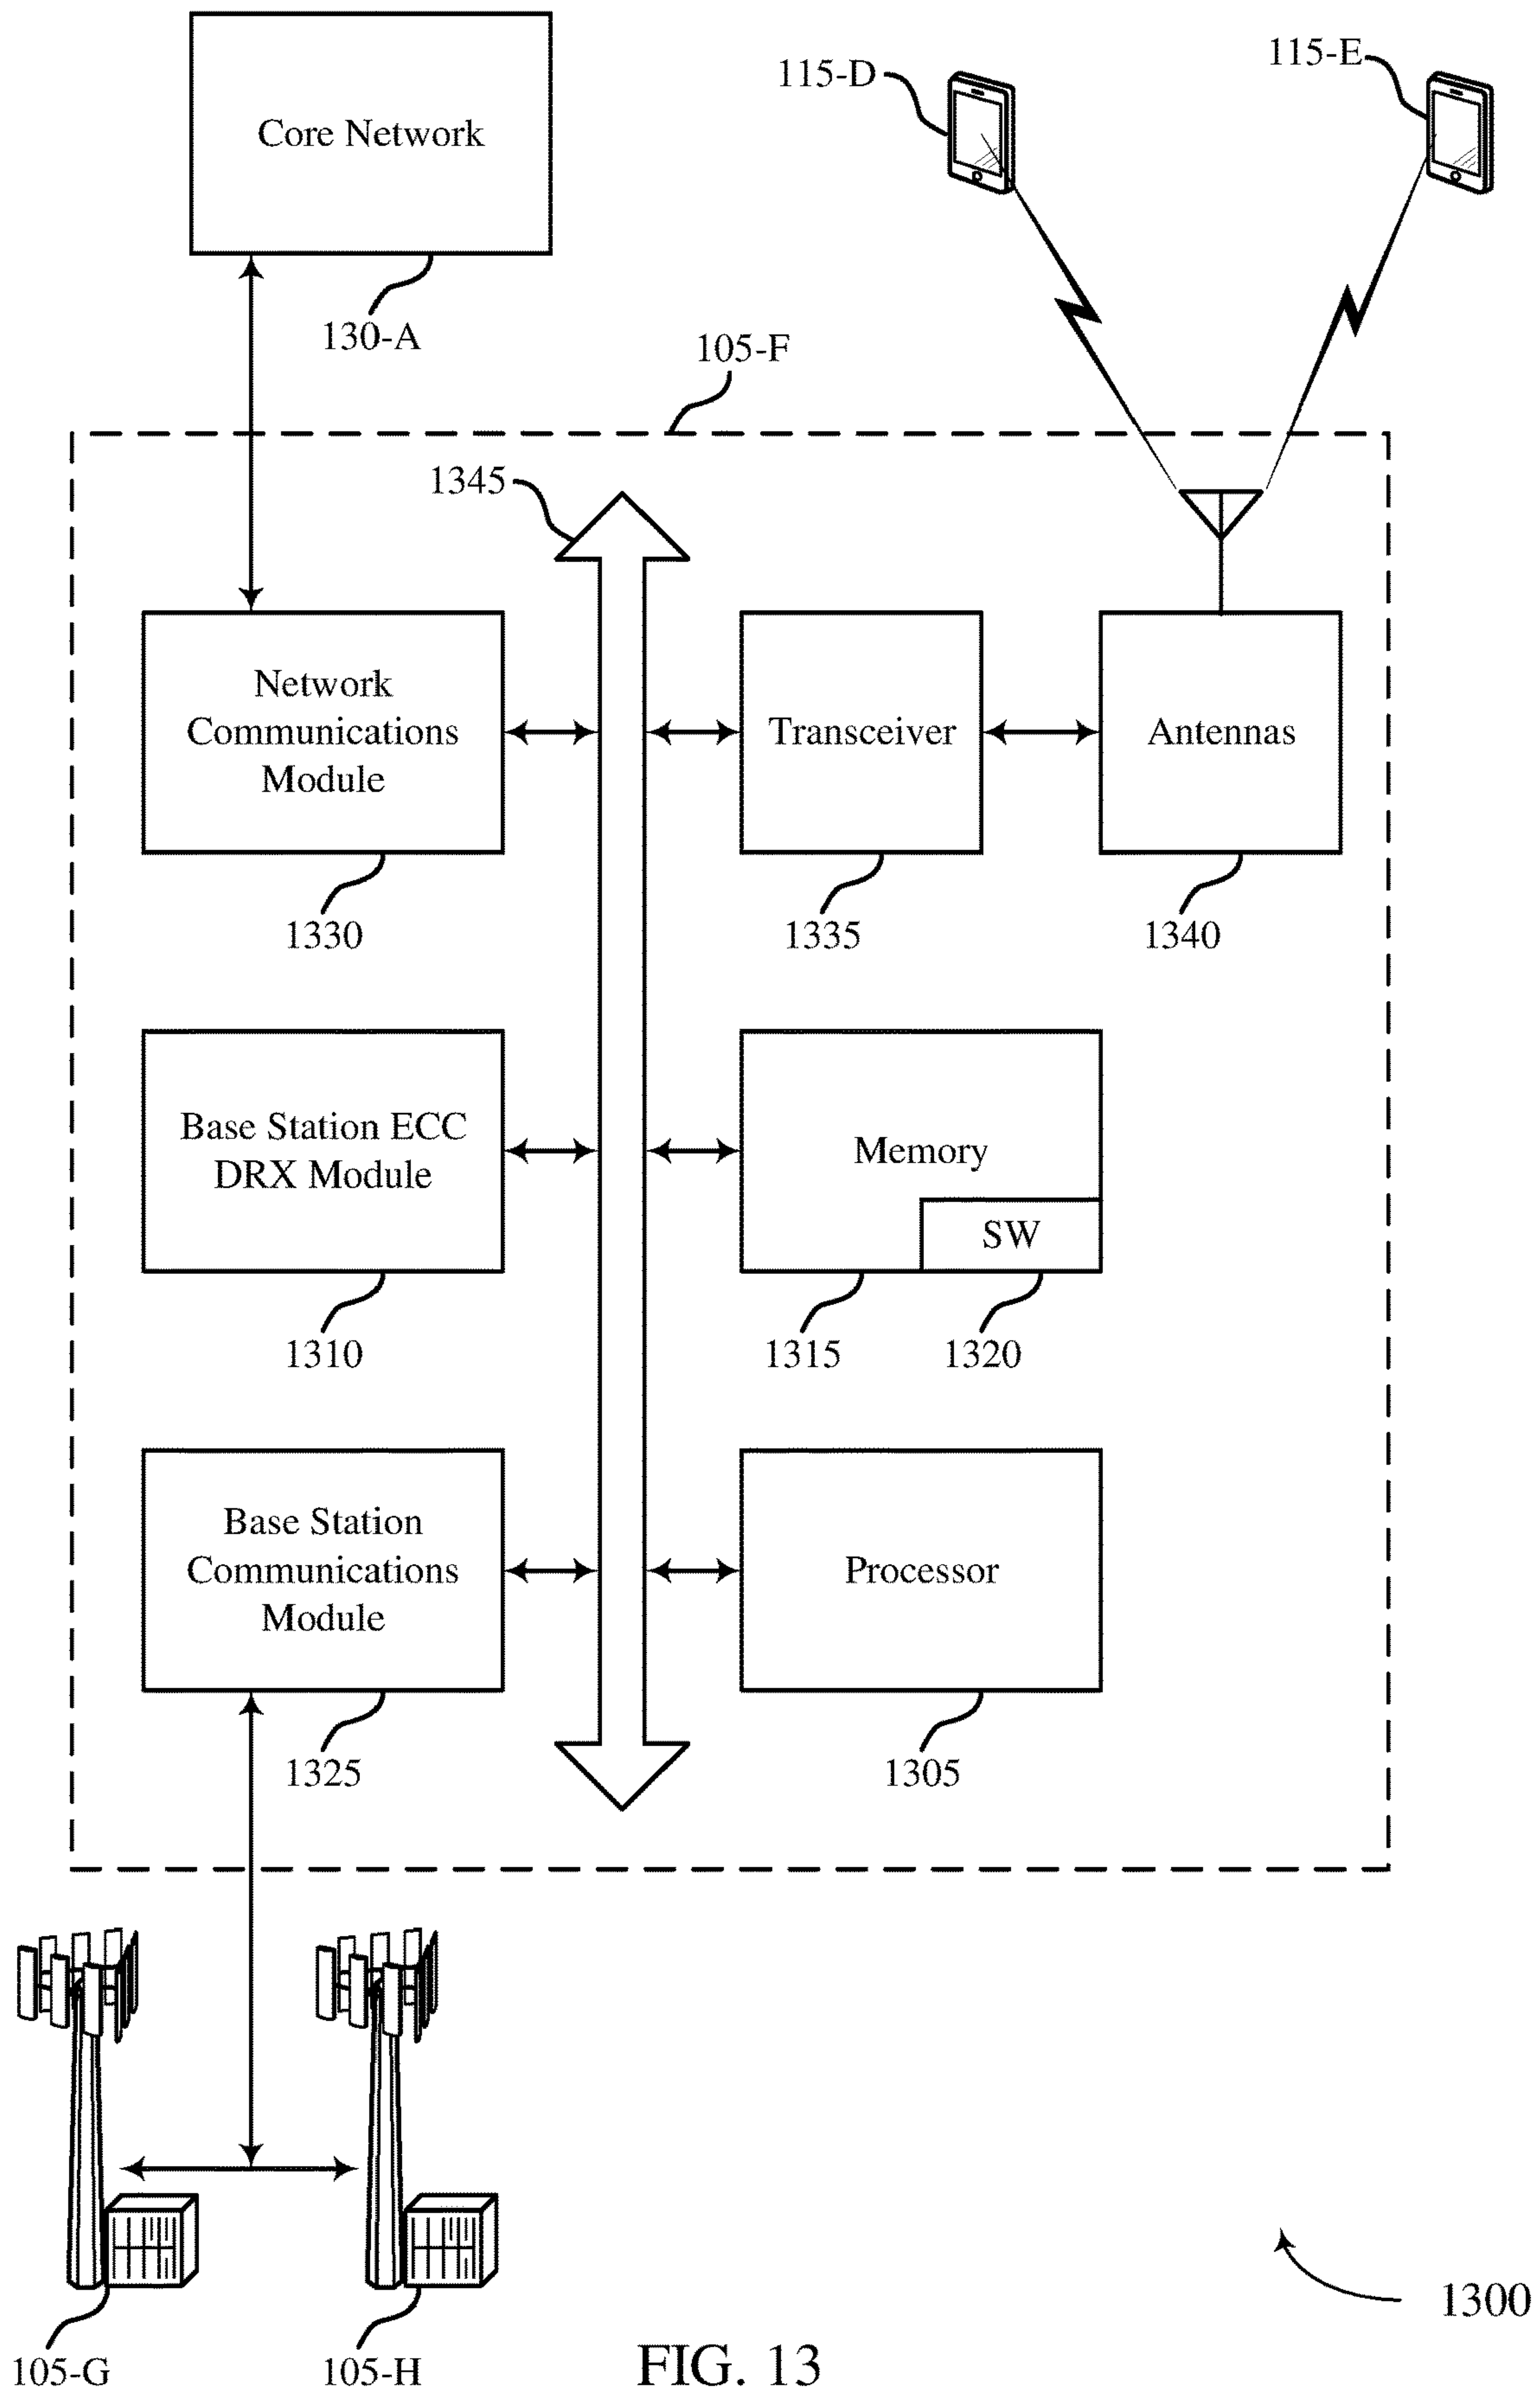 115-D
115-E
Core Network
130-A
105-F
1345
Network
Communications
Module
Transceiver
Antennas
1330
1335
1340
Base Station ECC
DRX Module
Memory
SW
1310
1315
1320
Base Station
Communications
Module
Processor
1325
1305
1300
105-G
105-H
FIG. 13